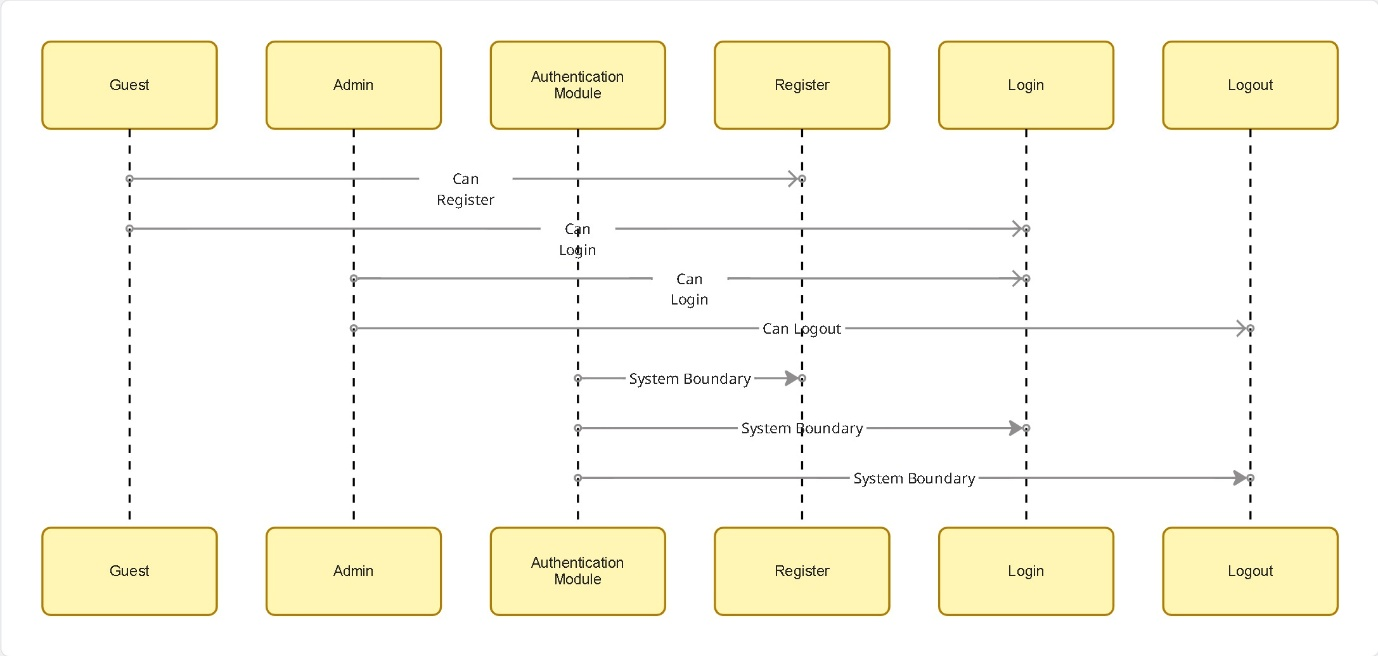 Guest
Admin
Authentication
Module
Register
Login
Logout
Can
Register
Can
Login
Can
Login
Can Logout
System Boundary
System Boundary
System Boundary
Guest
Admin
Authentication
Module
Register
Login
Logout